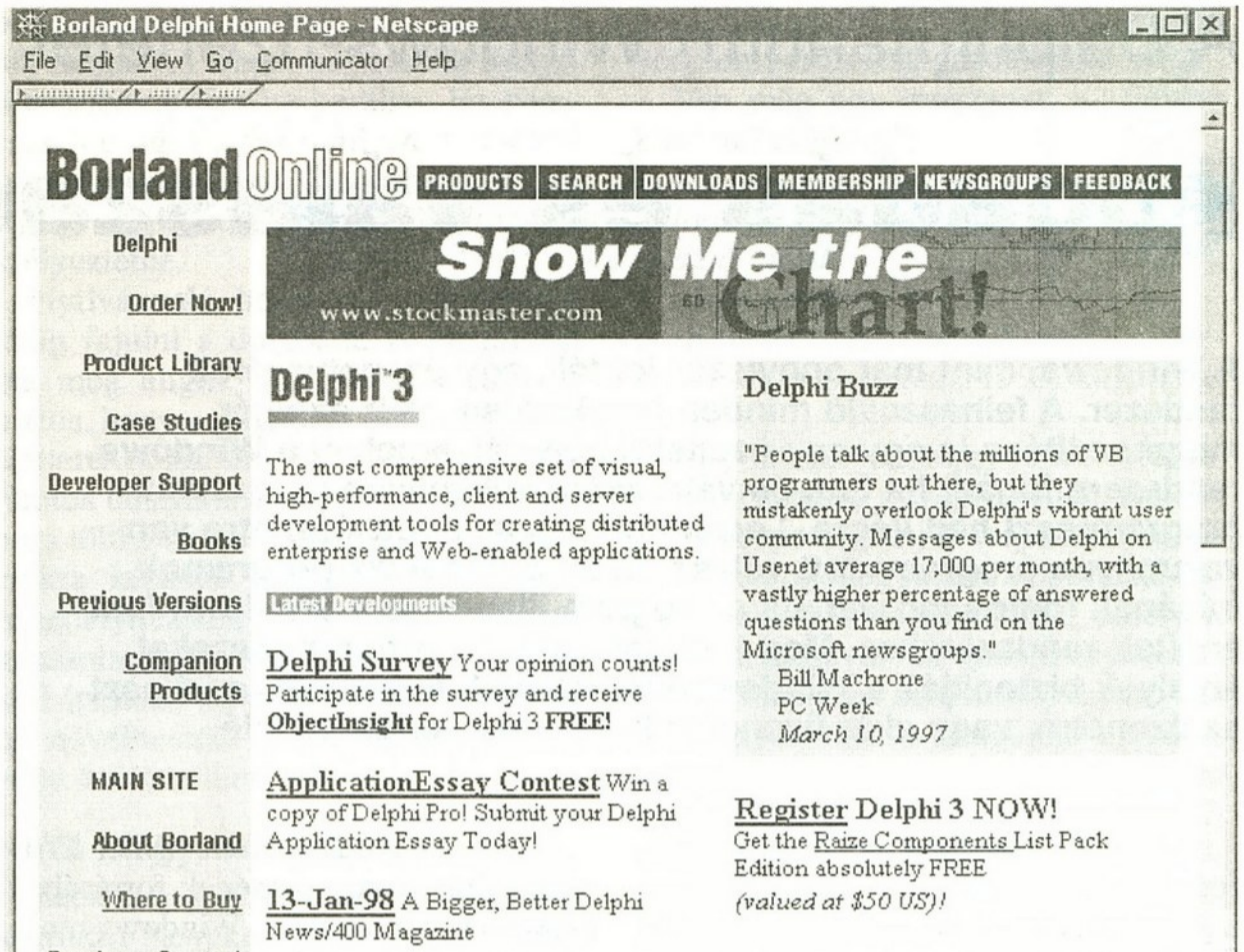 Borland Delphi Home Page - Netscape
File Edit View Go Communicator Help
Borland Online
PRODUCTS SEARCH DOWNLOADS MEMBERSHIP NEWSGROUPS FEEDBACK
Delphi
Order Now!
Product Library
Case Studies
Developer Support
Books
Previous Versions
Companion
Products
MAIN SITE
About Borland
Where to Buy
Show Me the
Chart!
60
www.stockmaster.com
Delphi™3
The most comprehensive set of visual,
high-performance, client and server
development tools for creating distributed
enterprise and Web-enabled applications.
Latest Developments
Delphi Survey Your opinion counts!
Participate in the survey and receive
ObjectInsight for Delphi 3 FREE!
ApplicationEssay Contest Win a
copy of Delphi Pro! Submit your Delphi
Application Essay Today!
13-Jan-98 A Bigger, Better Delphi
News/400 Magazine
Delphi Buzz
"People talk about the millions of VB
programmers out there, but they
mistakenly overlook Delphi's vibrant user
community. Messages about Delphi on
Usenet average 17,000 per month, with a
vastly higher percentage of answered
questions than you find on the
Microsoft newsgroups."
Bill Machrone
PC Week
March 10, 1997
Register Delphi 3 NOW!
Get the Raize Components List Pack
Edition absolutely FREE
(valued at $50 US)!